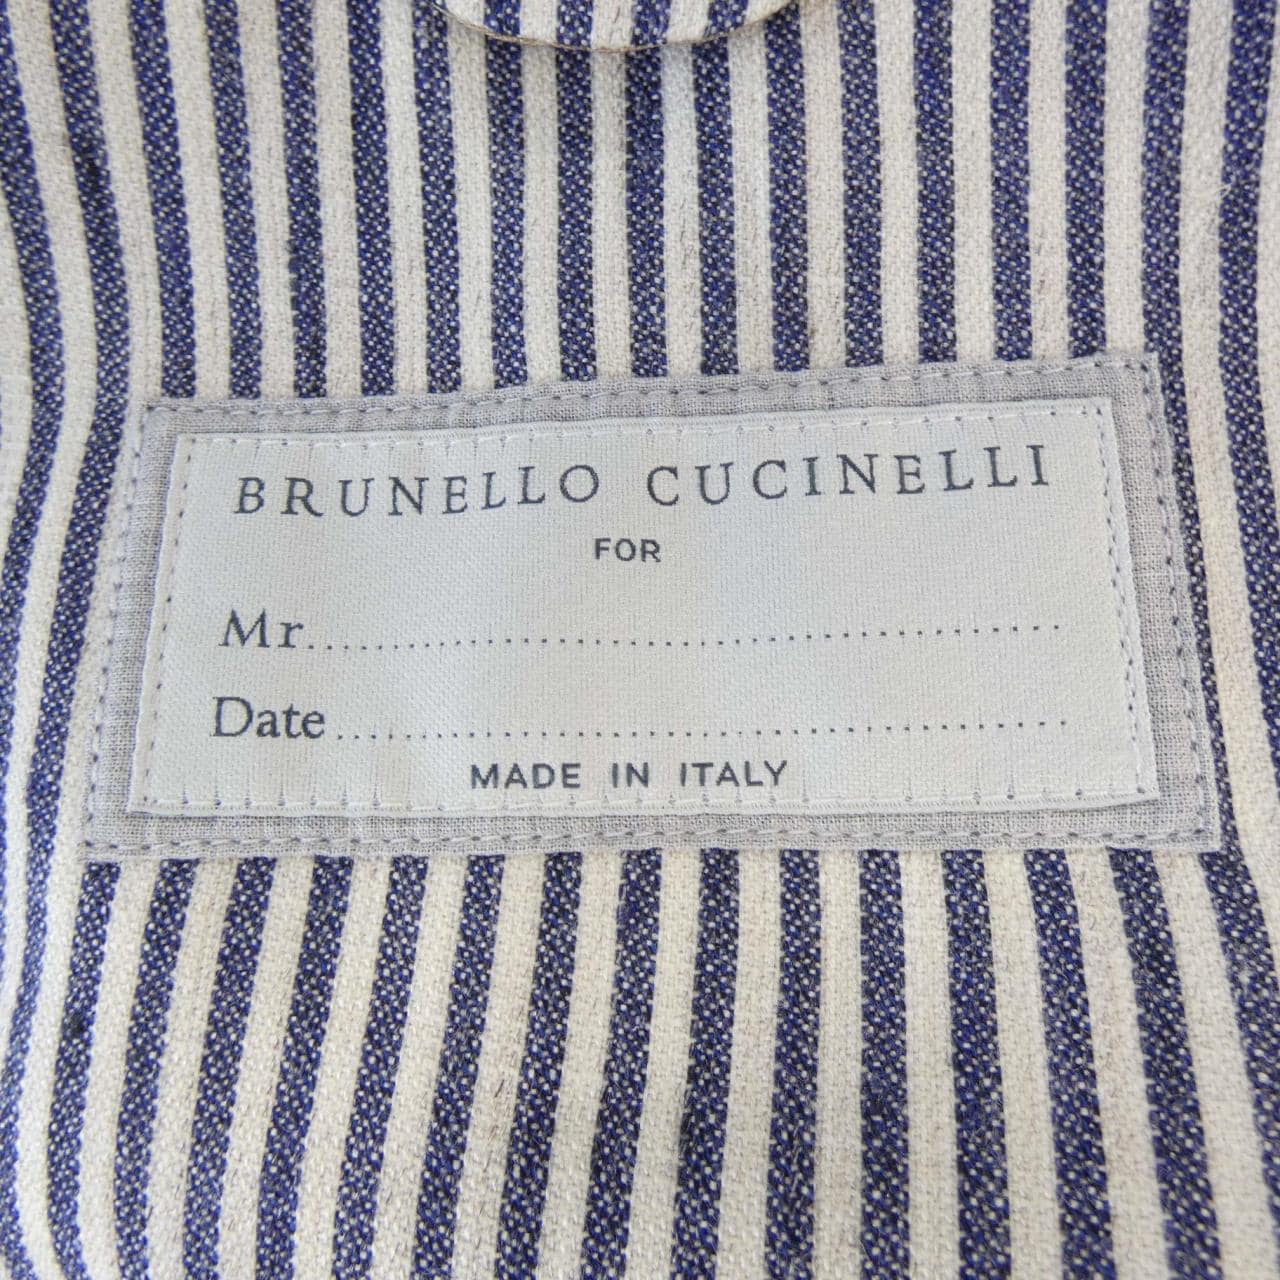 BRUNELLO CUCINELLI
FOR
Mr.......................................................
Date.......................................................
MADE IN ITALY